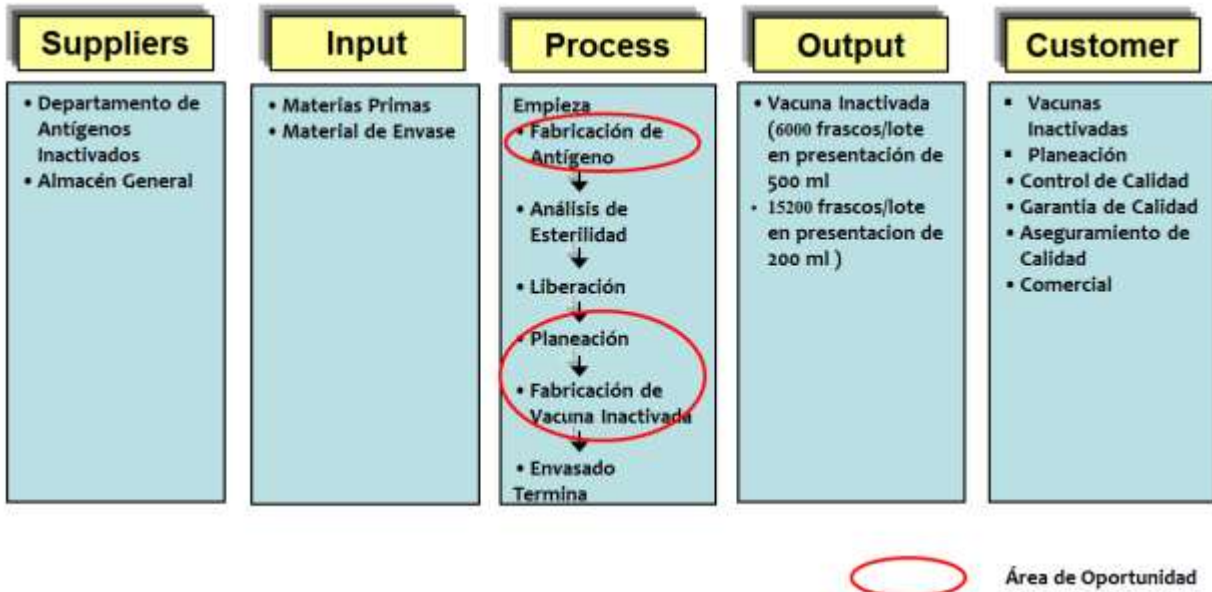 Suppliers
• Departamento de
Antígenos
Inactivados
• Almacén General
Input
• Materias Primas
• Material de Envase
Process
Empieza
• Fabricación de
Antígeno
• Análisis de
Esterilidad
• Liberación
• Planeación
• Fabricación de
Vacuna Inactivada
• Envasado
Termina
Output
• Vacuna Inactivada
(6000 frascos/lote
en presentación de
500 ml
• 15200 frascos/lote
en presentacion de
200 ml )
Customer
▪ Vacunas
Inactivadas
▪ Planeación
• Control de Calidad
• Garantia de Calidad
• Aseguramiento de
Calidad
• Comercial
Área de Oportunidad